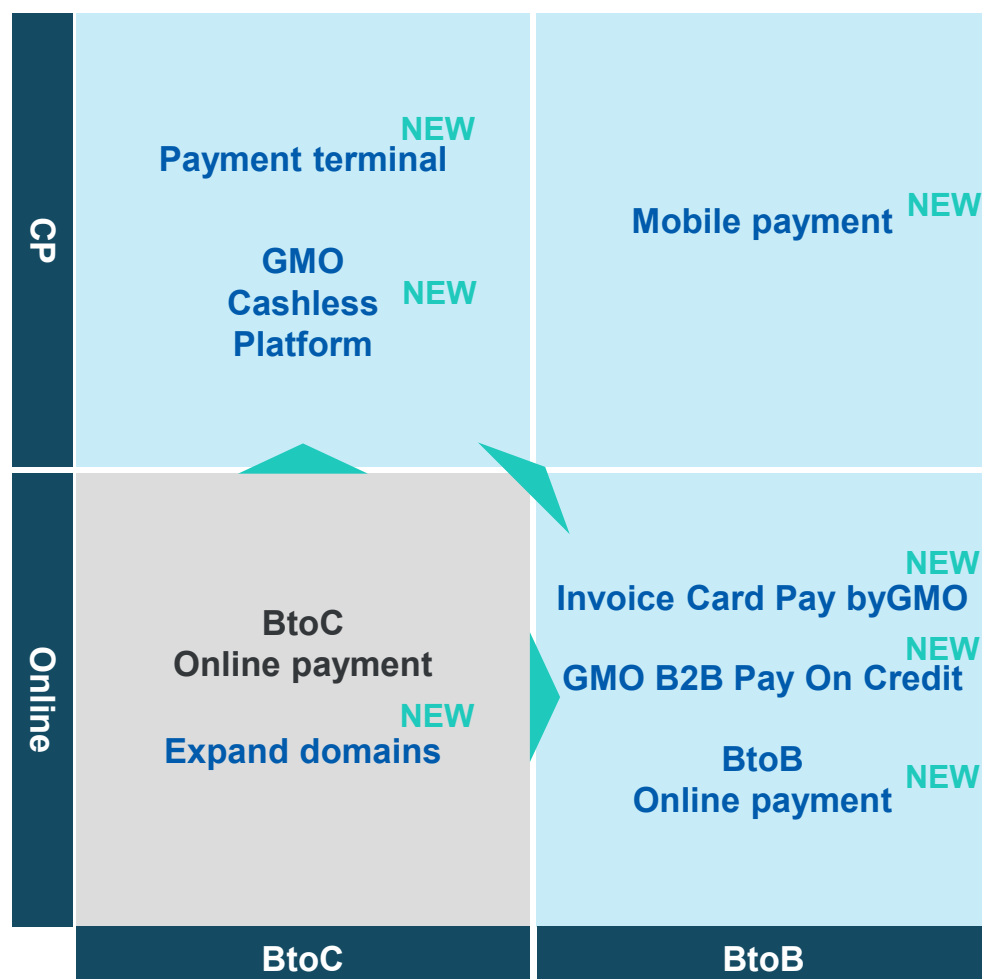 CP
NEW
Payment terminal
GMO
Cashless
Platform
NEW
Mobile payment
NEW
Online
BtoC
Online payment
NEW
Expand domains
NEW
Invoice Card Pay byGMO
NEW
GMO B2B Pay On Credit
BtoB
Online payment
NEW
BtoC
BtoB